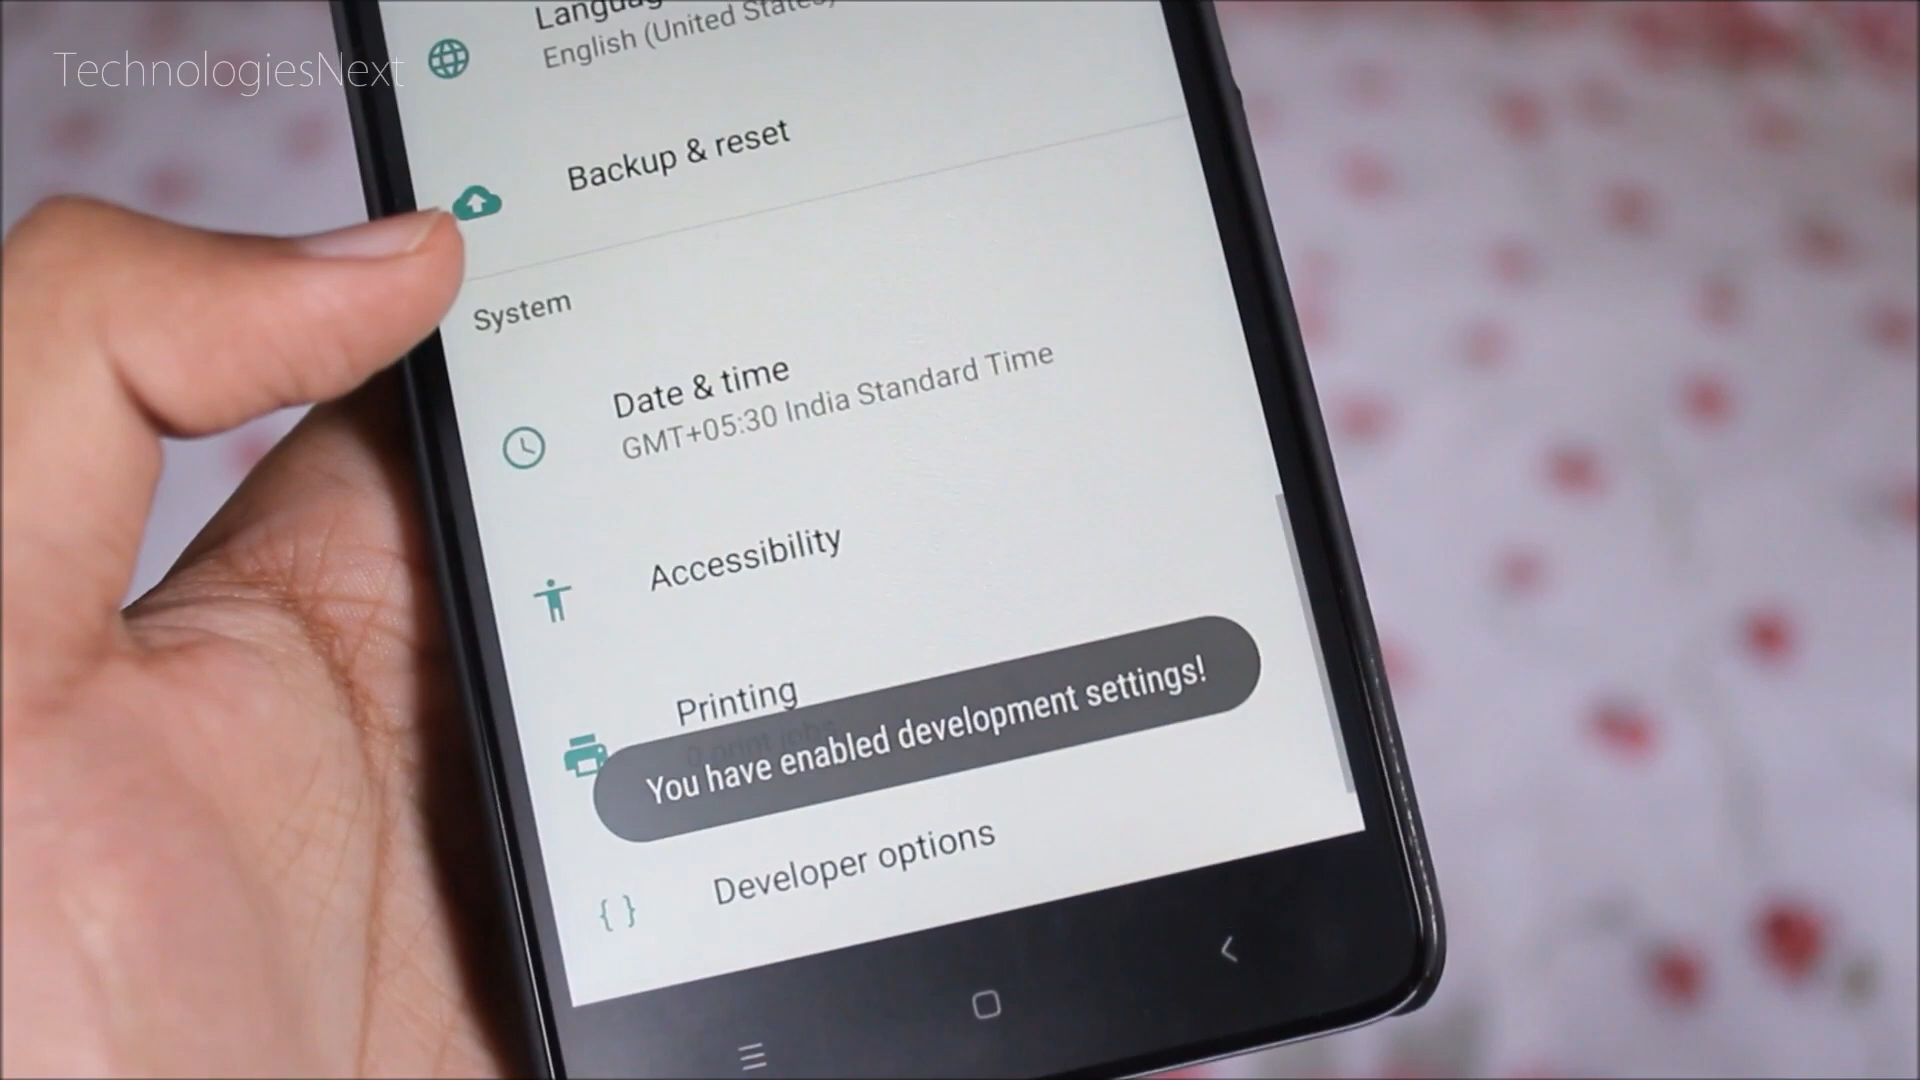 TechnologiesNext
English (United States)
Backup & reset
System
Date & time
GMT+05:30 India Standard Time
Accessibility
Printing
0 print jobs
You have enabled development settings!
Developer options
{ }